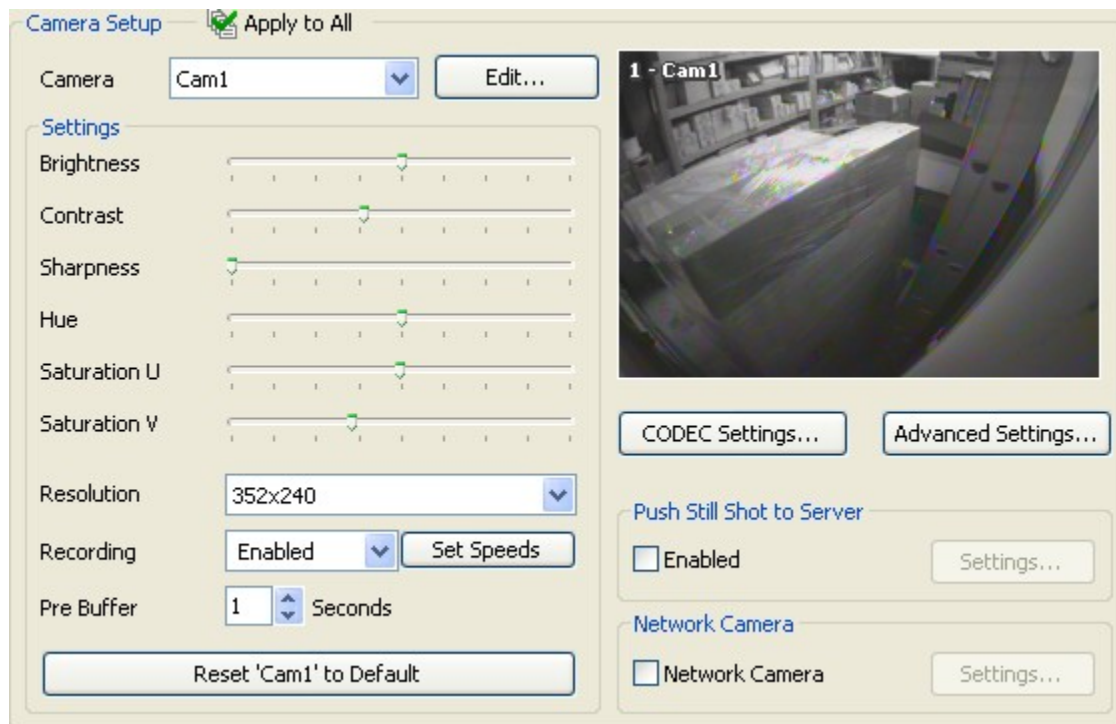 Camera Setup
Apply to All
Camera
Cam1
Edit...
Settings
Brightness
Contrast
Sharpness
Hue
Saturation U
Saturation V
Resolution
352x240
Recording
Enabled
Set Speeds
Pre Buffer
1
Seconds
Reset 'Cam1' to Default
1 - Cam1
CODEC Settings...
Advanced Settings...
Push Still Shot to Server
Enabled
Settings...
Network Camera
Network Camera
Settings...